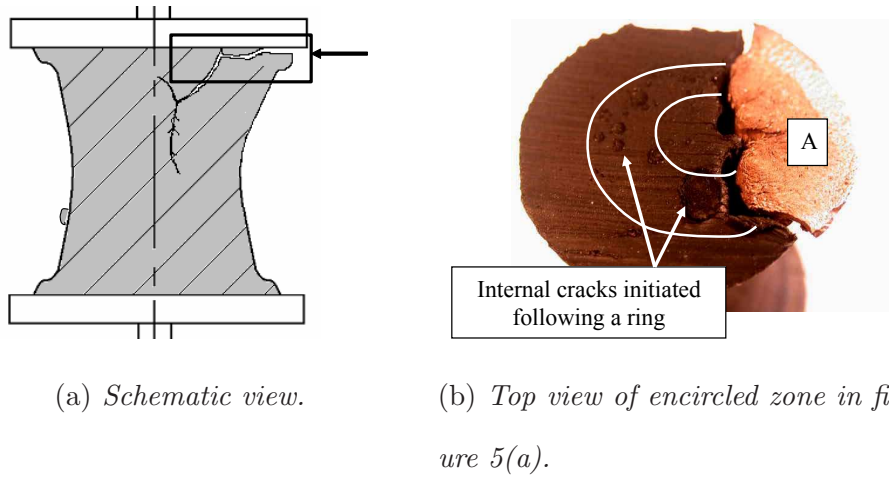 A
Internal cracks initiated
following a ring
(a) Schematic view.
(b) Top view of encircled zone in fi
ure 5(a).